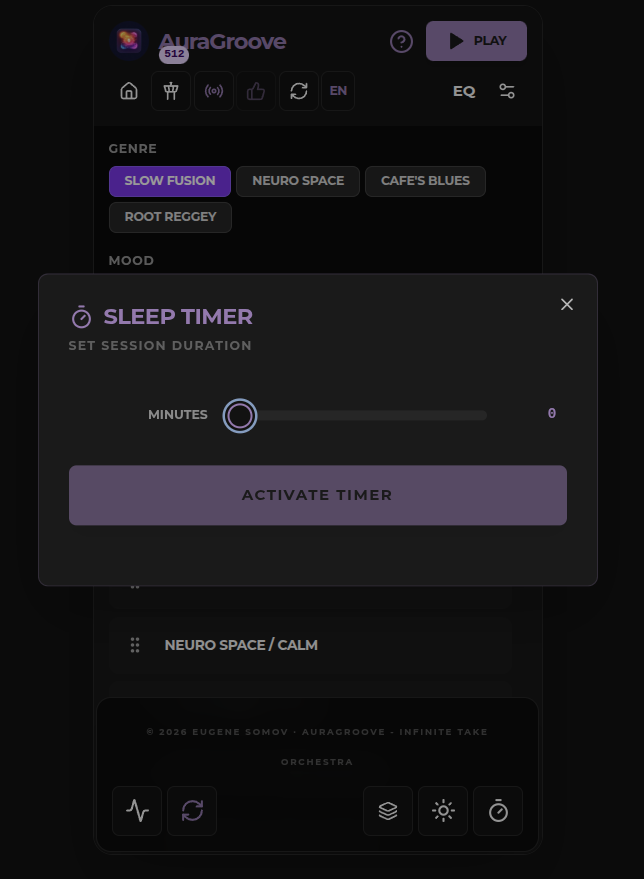 AuraGroove
512
PLAY
EN
EQ
GENRE
SLOW FUSION
NEURO SPACE
CAFE'S BLUES
ROOT REGGEY
MOOD
SLEEP TIMER
SET SESSION DURATION
MINUTES
0
ACTIVATE TIMER
NEURO SPACE / CALM
© 2026 EUGENE SOMOV · AURAGROOVE - INFINITE TAKE
ORCHESTRA